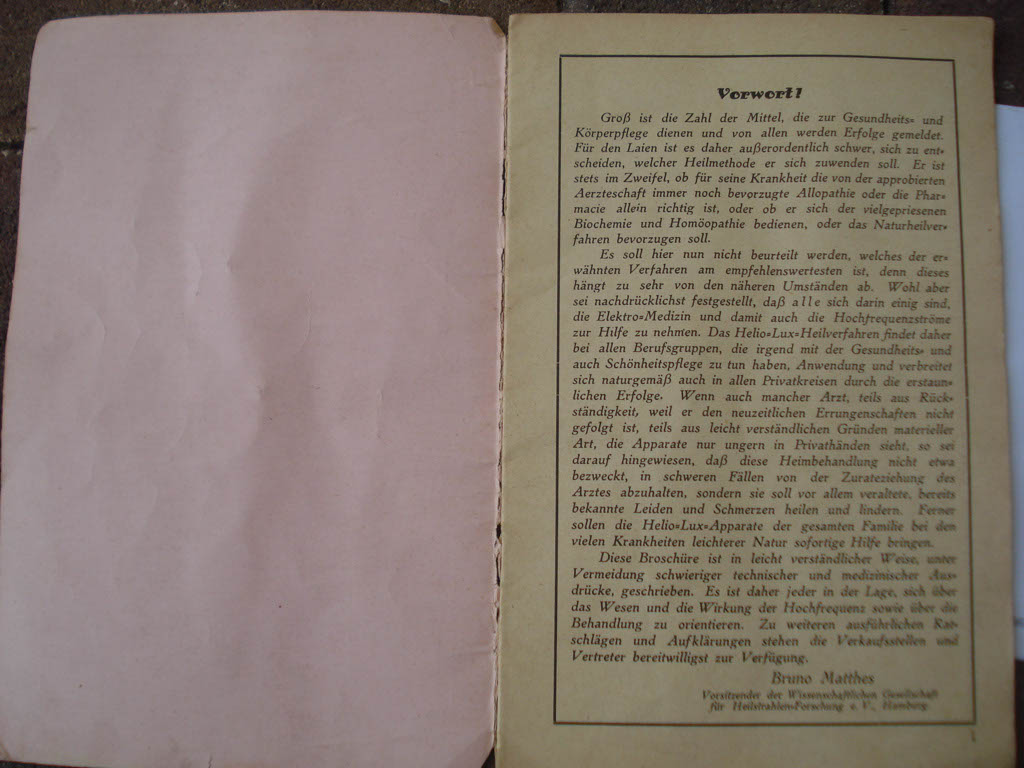 Vorwort!
Groß ist die Zahl der Mittel, die zur Gesundheits- und
Körperpflege dienen und von allen werden Erfolge gemeldet.
Für den Laien ist es daher außerordentlich schwer, sich zu ent-
scheiden, welcher Heilmethode er sich zuwenden soll. Er ist
stets im Zweifel, ob für seine Krankheit die von der approbierten
Aerzteschaft immer noch bevorzugte Allopathie oder die Phar-
macie allein richtig ist, oder ob er sich der vielgepriesenen
Biochemie und Homöopathie bedienen, oder das Naturheilver-
fahren bevorzugen soll.
Es soll hier nun nicht beurteilt werden, welches der er-
wähnten Verfahren am empfehlenswertesten ist, denn dieses
hängt zu sehr von den näheren Umständen ab. Wohl aber
sei nachdrücklichst festgestellt, daß alle sich darin einig sind,
die Elektro-Medizin und damit auch die Hochfrequenzströme
zur Hilfe zu nehmen. Das Helio-Lux-Heilverfahren findet daher
bei allen Berufsgruppen, die irgend mit der Gesundheits- und
auch Schönheitspflege zu tun haben, Anwendung und verbreitet
sich naturgemäß auch in allen Privatkreisen durch die erstaun-
lichen Erfolge. Wenn auch mancher Arzt, teils aus Rück-
ständigkeit, weil er den neuzeitlichen Errungenschaften nicht
gefolgt ist, teils aus leicht verständlichen Gründen materieller
Art, die Apparate nur ungern in Privathänden sieht, so sei
darauf hingewiesen, daß diese Heimbehandlung nicht etwa
bezweckt, in schweren Fällen von der Zurateziehung des
Arztes abzuhalten, sondern sie soll vor allem veraltete, bereits
bekannte Leiden und Schmerzen heilen und lindern. Ferner
sollen die Helio-Lux-Apparate der gesamten Familie bei den
vielen Krankheiten leichterer Natur sofortige Hilfe bringen.
Diese Broschüre ist in leicht verständlicher Weise, unter
Vermeidung schwieriger technischer und medizinischer Aus-
drücke, geschrieben. Es ist daher jeder in der Lage, sich über
das Wesen und die Wirkung der Hochfrequenz sowie über die
Behandlung zu orientieren. Zu weiteren ausführlichen Rat-
schlägen und Aufklärungen stehen die Verkaufsstellen und
Vertreter bereitwilligst zur Verfügung.
Bruno Matthes
Vorsitzender der Wissenschaftlichen Gesellschaft
für Heilstrahlen-Forschung e. V., Hamburg.
1